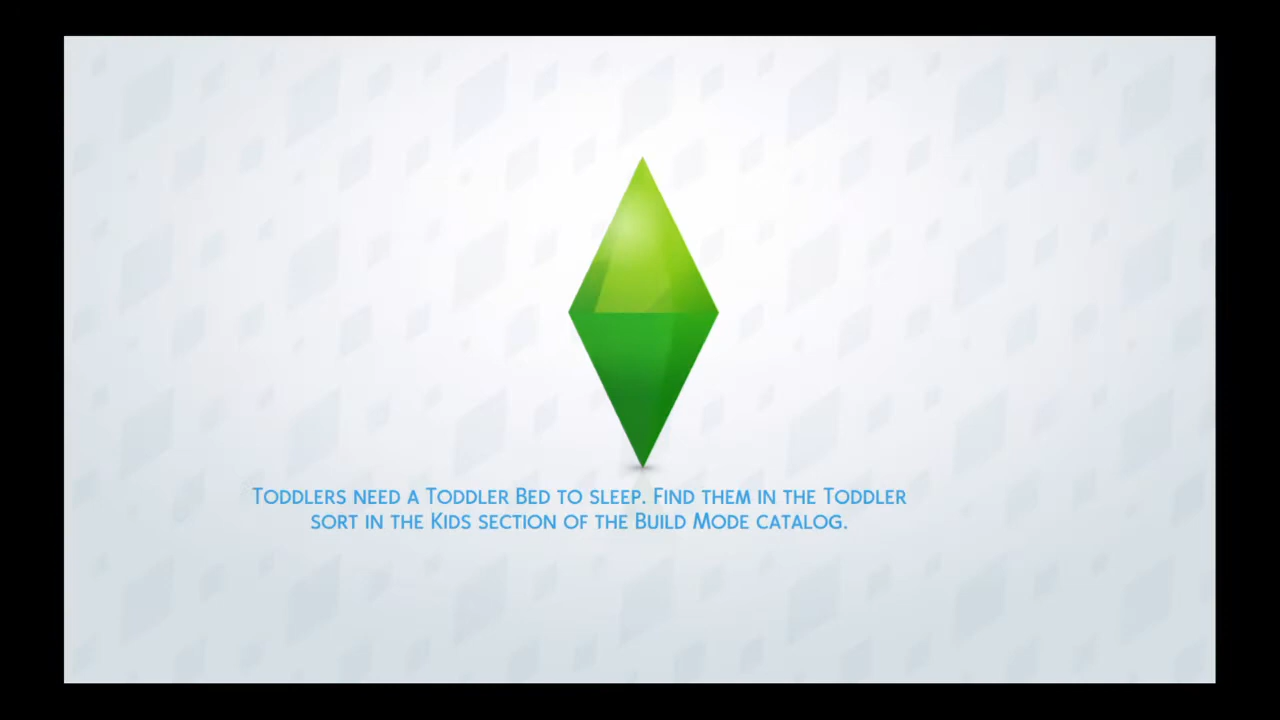 Toddlers need a Toddler Bed to sleep. Find them in the Toddler
sort in the Kids section of the Build Mode catalog.